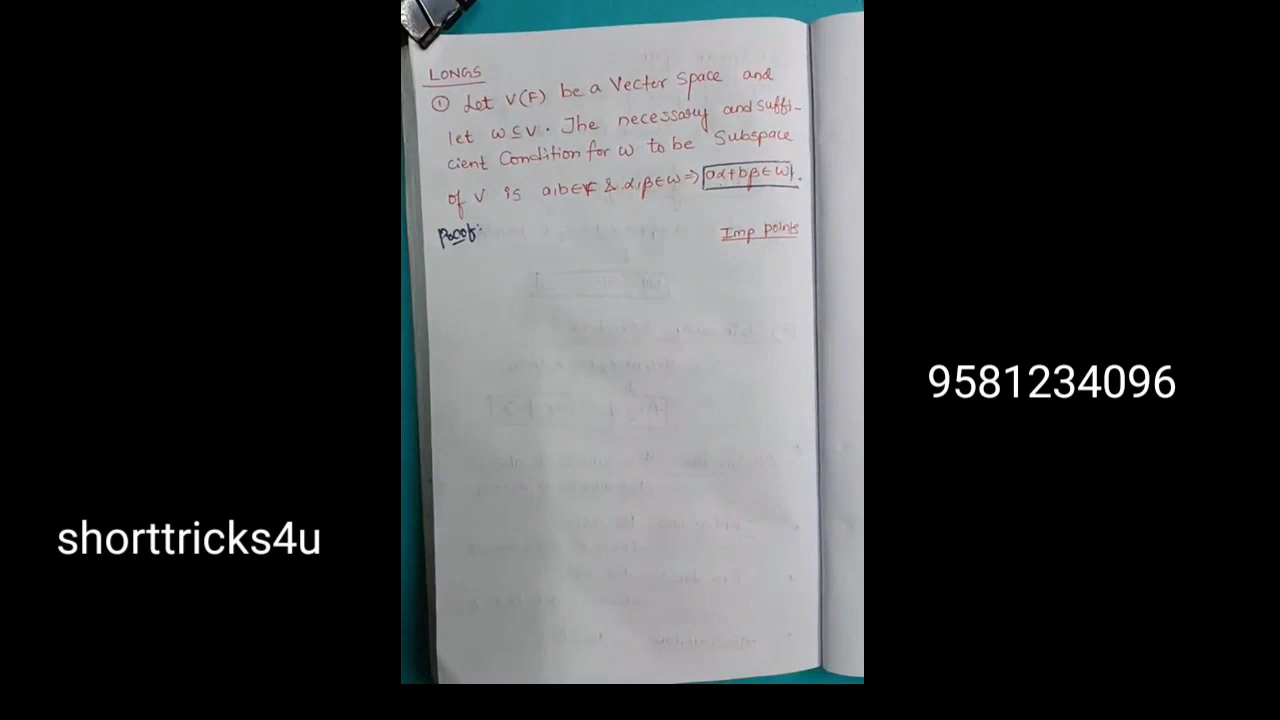 LONGS
① Let V(F) be a Vector Space and
let W⊆V. The necessary and suffi-
cient Condition for W to be Subspace
of V is a,b∈F & α,β∈W ⇒ aα+bβ∈W.
Proof:
Imp points
9581234096
shorttricks4u